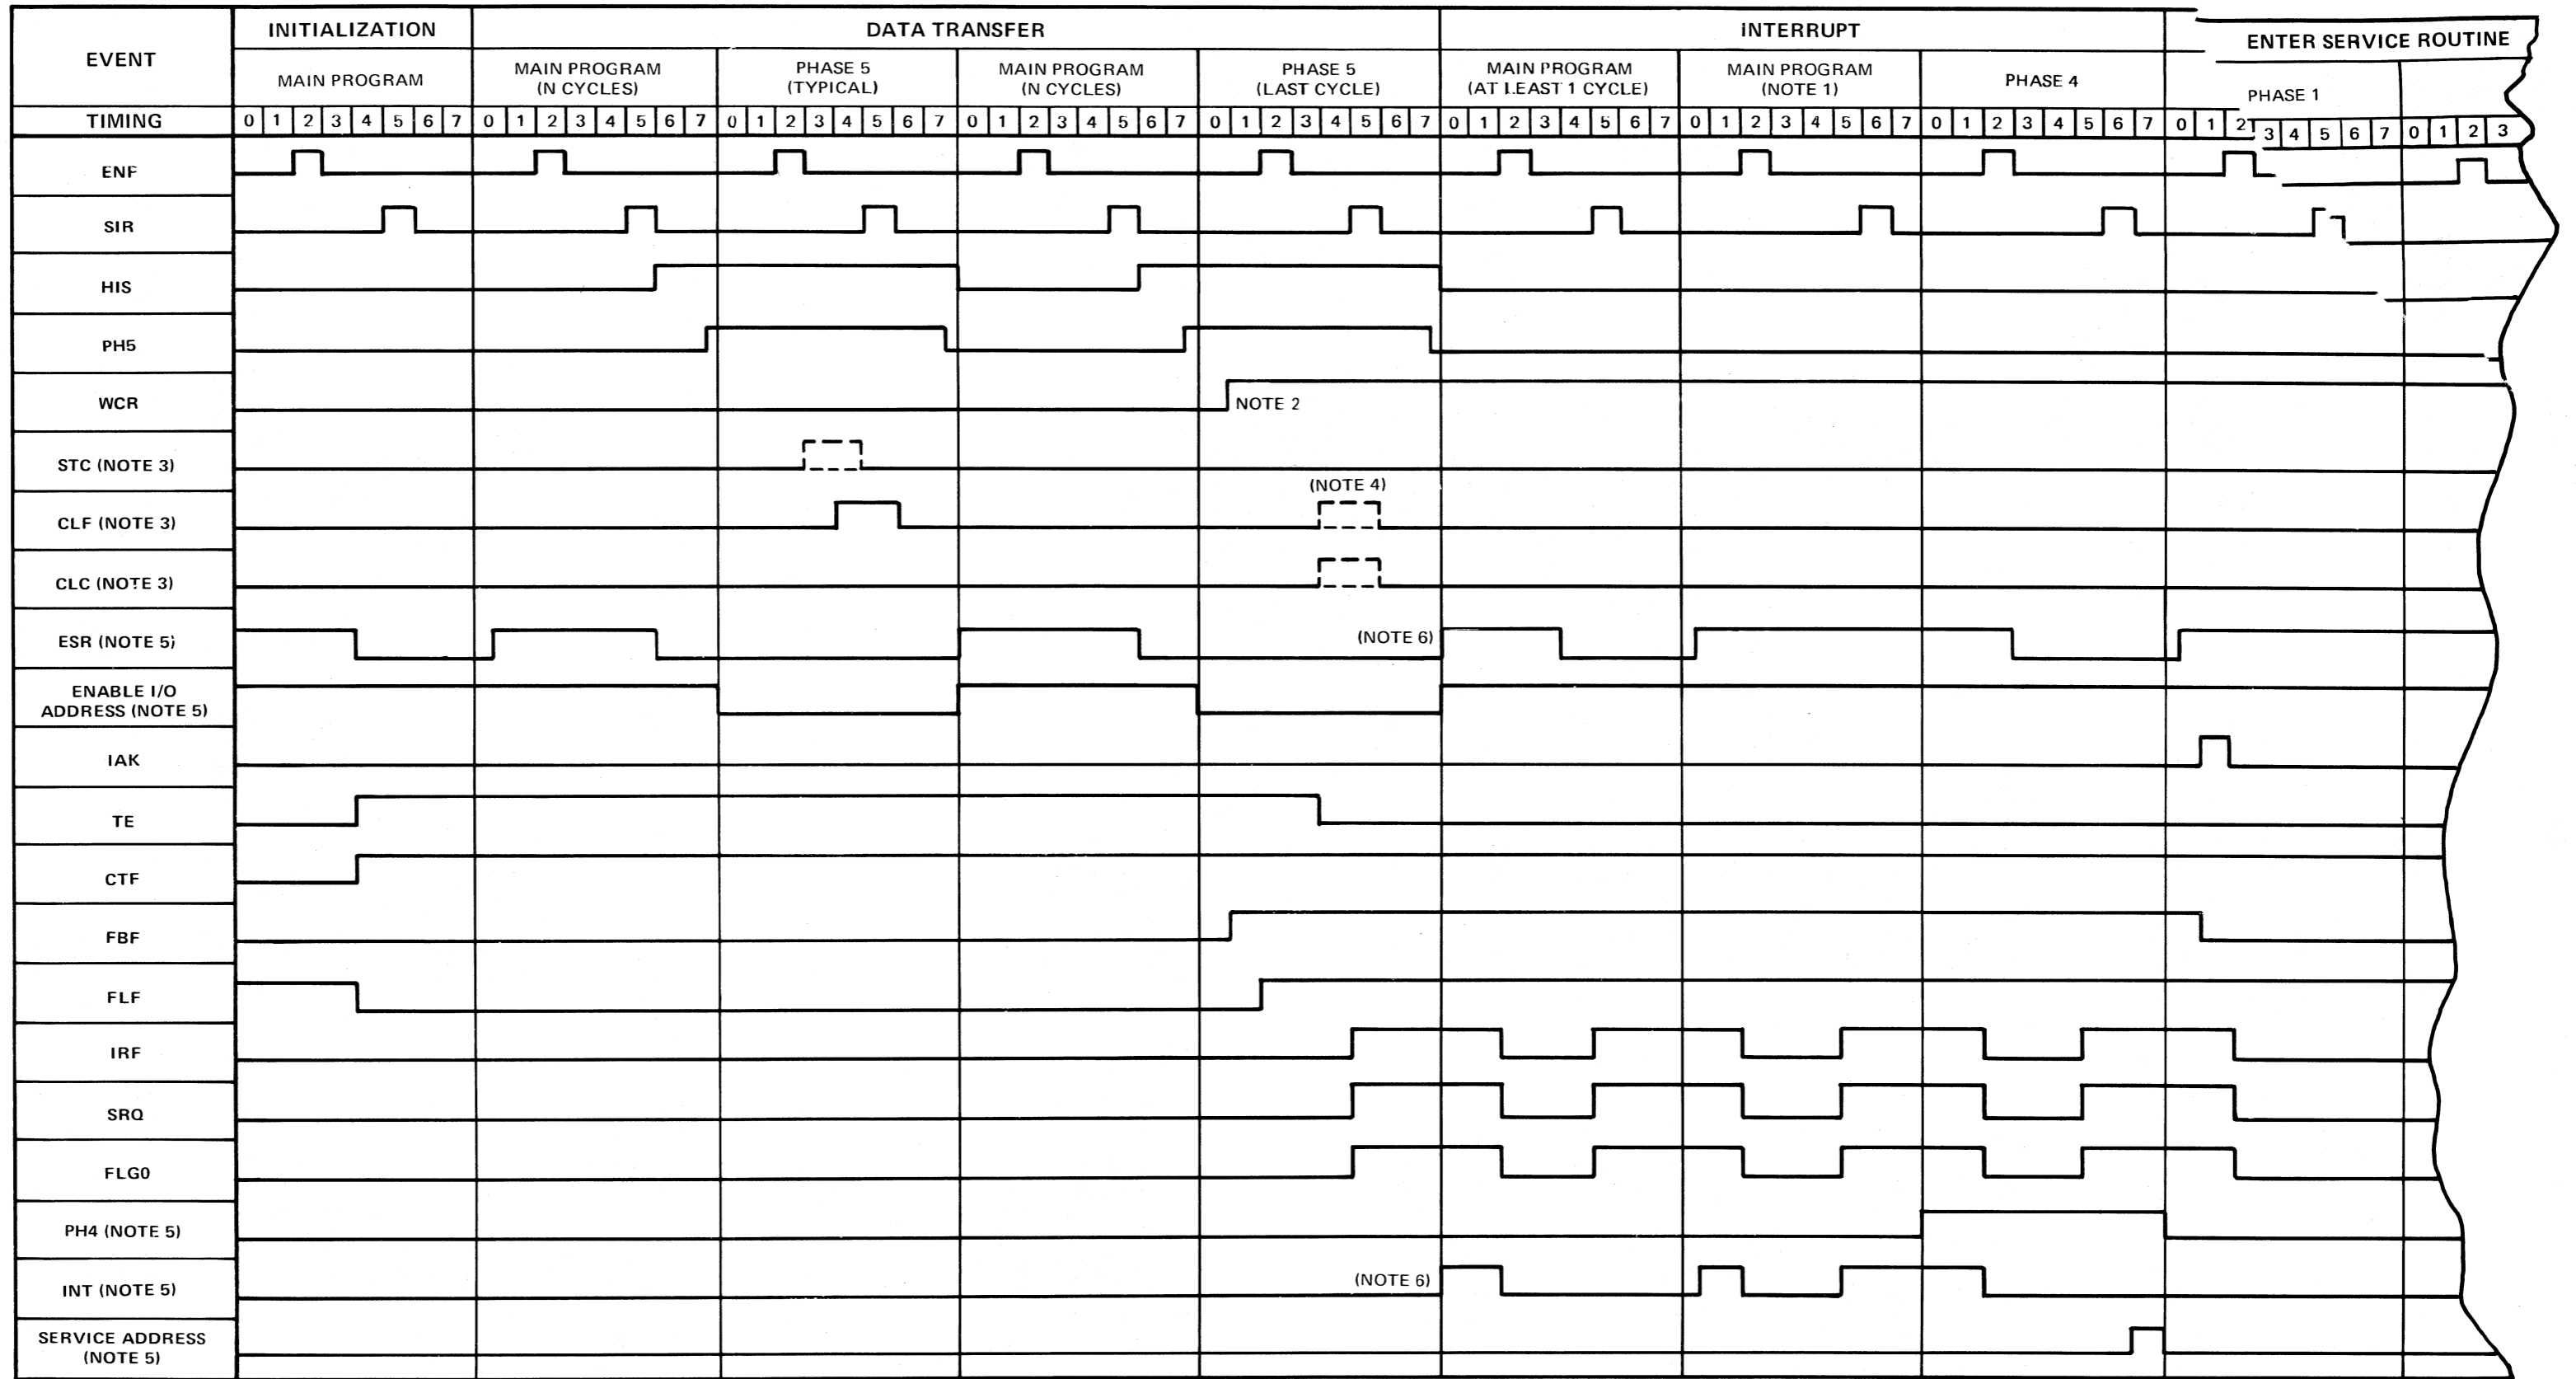 EVENT
INITIALIZATION
DATA TRANSFER
INTERRUPT
ENTER SERVICE ROUTINE
MAIN PROGRAM
MAIN PROGRAM
(N CYCLES)
PHASE 5
(TYPICAL)
MAIN PROGRAM
(N CYCLES)
PHASE 5
(LAST CYCLE)
MAIN PROGRAM
(AT LEAST 1 CYCLE)
MAIN PROGRAM
(NOTE 1)
PHASE 4
PHASE 1
TIMING
0 1 2 3 4 5 6 7 0 1 2 3 4 5 6 7 0 1 2 3 4 5 6 7 0 1 2 3 4 5 6 7 0 1 2 3 4 5 6 7 0 1 2 3 4 5 6 7 0 1 2 3 4 5 6 7 0 1 2 3 4 5 6 7 0 1 2 3 4 5 6 7 0 1 2 3
ENF
SIR
HIS
PH5
WCR
NOTE 2
STC (NOTE 3)
(NOTE 4)
CLF (NOTE 3)
CLC (NOTE 3)
ESR (NOTE 5)
(NOTE 6)
ENABLE I/O
ADDRESS (NOTE 5)
IAK
TE
CTF
FBF
FLF
IRF
SRQ
FLG0
PH4 (NOTE 5)
INT (NOTE 5)
(NOTE 6)
SERVICE ADDRESS
(NOTE 5)